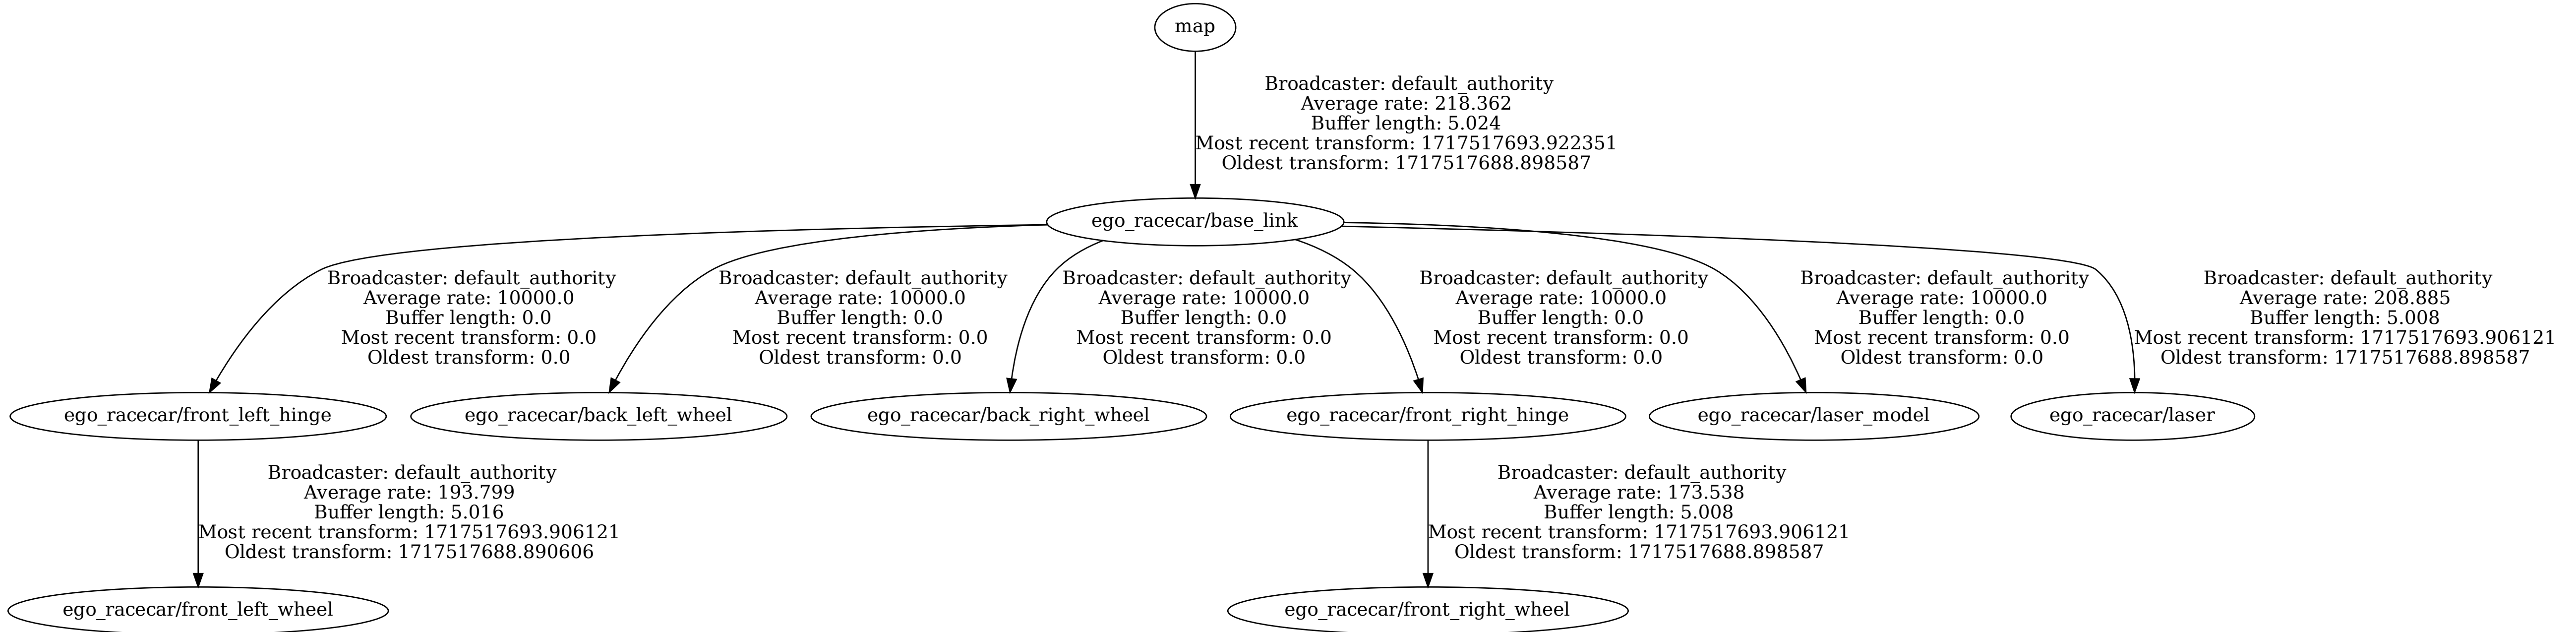 map
Broadcaster: default_authority
Average rate: 218.362
Buffer length: 5.024
Most recent transform: 1717517693.922351
Oldest transform: 1717517688.898587
ego_racecar/base_link
Broadcaster: default_authority
Average rate: 10000.0
Buffer length: 0.0
Most recent transform: 0.0
Oldest transform: 0.0
Broadcaster: default_authority
Average rate: 10000.0
Buffer length: 0.0
Most recent transform: 0.0
Oldest transform: 0.0
Broadcaster: default_authority
Average rate: 10000.0
Buffer length: 0.0
Most recent transform: 0.0
Oldest transform: 0.0
Broadcaster: default_authority
Average rate: 10000.0
Buffer length: 0.0
Most recent transform: 0.0
Oldest transform: 0.0
Broadcaster: default_authority
Average rate: 10000.0
Buffer length: 0.0
Most recent transform: 0.0
Oldest transform: 0.0
Broadcaster: default_authority
Average rate: 208.885
Buffer length: 5.008
Most recent transform: 1717517693.906121
Oldest transform: 1717517688.898587
ego_racecar/front_left_hinge
ego_racecar/back_left_wheel
ego_racecar/back_right_wheel
ego_racecar/front_right_hinge
ego_racecar/laser_model
ego_racecar/laser
Broadcaster: default_authority
Average rate: 193.799
Buffer length: 5.016
Most recent transform: 1717517693.906121
Oldest transform: 1717517688.890606
Broadcaster: default_authority
Average rate: 173.538
Buffer length: 5.008
Most recent transform: 1717517693.906121
Oldest transform: 1717517688.898587
ego_racecar/front_left_wheel
ego_racecar/front_right_wheel